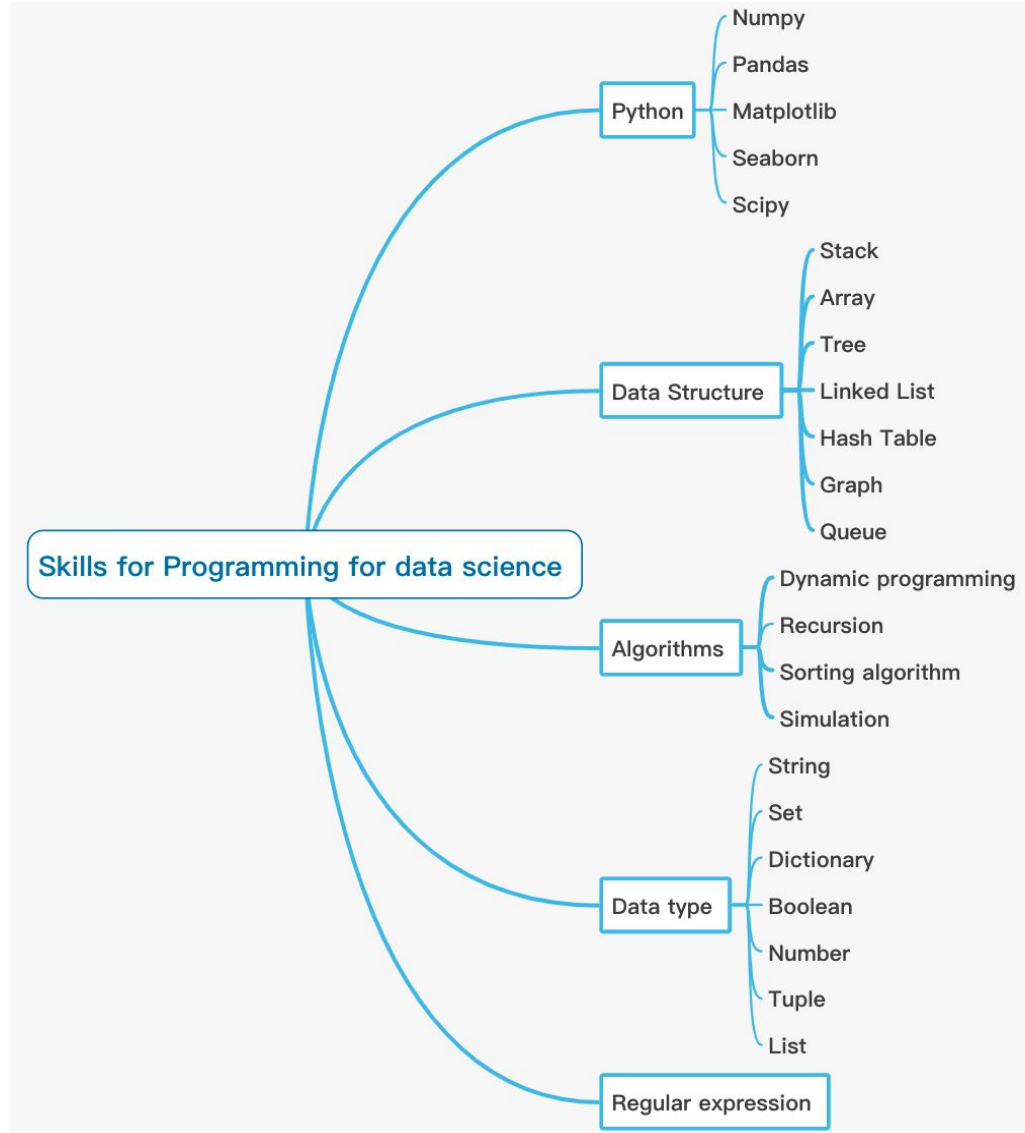 Numpy
Pandas
Python
Matplotlib
Seaborn
Scipy
Stack
Array
Tree
Data Structure
Linked List
Hash Table
Graph
Queue
Skills for Programming for data science
Dynamic programming
Recursion
Algorithms
Sorting algorithm
Simulation
String
Set
Dictionary
Data type
Boolean
Number
Tuple
List
Regular expression